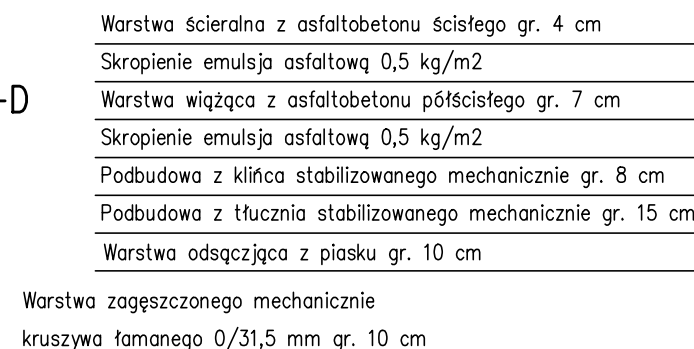 Warstwa ścieralna z asfaltobetonu ścisłego gr. 4 cm
Skropienie emulsja asfaltową 0,5 kg/m2
-D
Warstwa wiążąca z asfaltobetonu półścisłego gr. 7 cm
Skropienie emulsja asfaltową 0,5 kg/m2
Podbudowa z klińca stabilizowanego mechanicznie gr. 8 cm
Podbudowa z tłucznia stabilizowanego mechanicznie gr. 15 cm
Warstwa odsączjąca z piasku gr. 10 cm
Warstwa zagęszczonego mechanicznie
kruszywa łamanego 0/31,5 mm gr. 10 cm